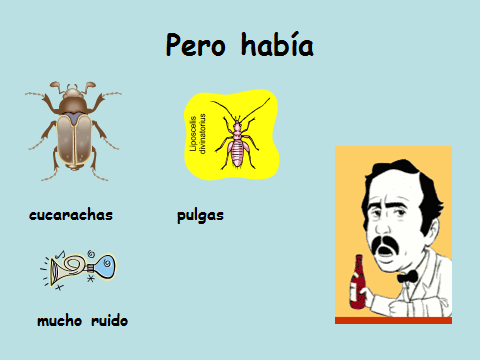 Pero había
Liposcelis
divinatorius
cucarachas
pulgas
mucho ruido